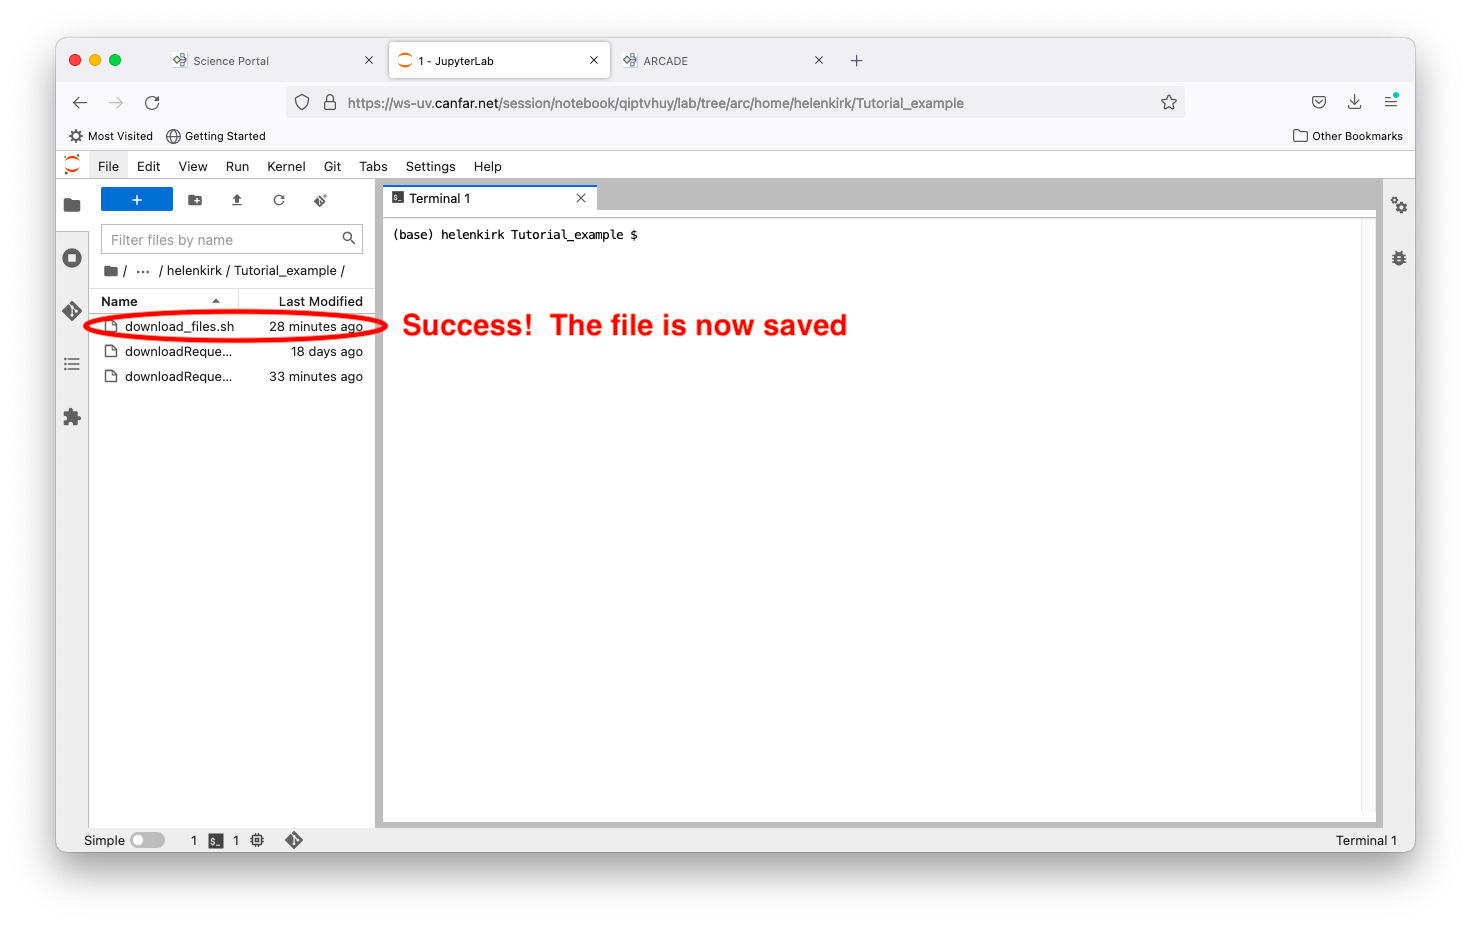 Science Portal
1 - JupyterLab
ARCADE
https://ws-uv.canfar.net/session/notebook/qiptvhuy/lab/tree/arc/home/helenkirk/Tutorial_example
Most Visited Getting Started Other Bookmarks
File Edit View Run Kernel Git Tabs Settings Help
Terminal 1
Filter files by name
(base) helenkirk Tutorial_example $
/ ... / helenkirk / Tutorial_example /
Name Last Modified
download_files.sh 28 minutes ago
Success! The file is now saved
downloadReque... 18 days ago
downloadReque... 33 minutes ago
Simple 1 $_ 1 Terminal 1